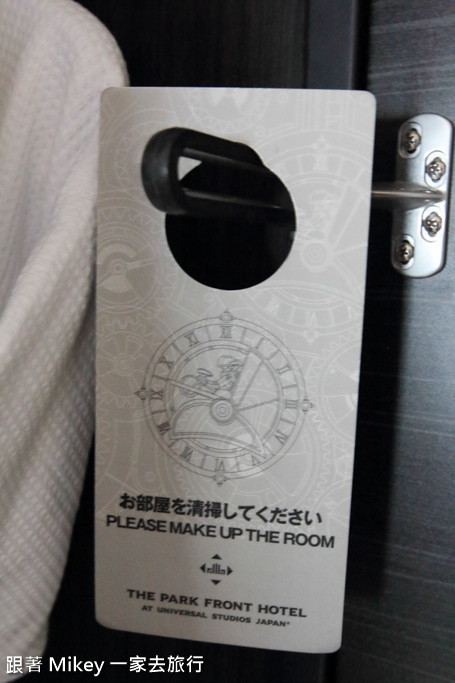 お部屋を清掃してください
PLEASE MAKE UP THE ROOM
THE PARK FRONT HOTEL
AT UNIVERSAL STUDIOS JAPAN®
跟著 Mikey 一家去旅行